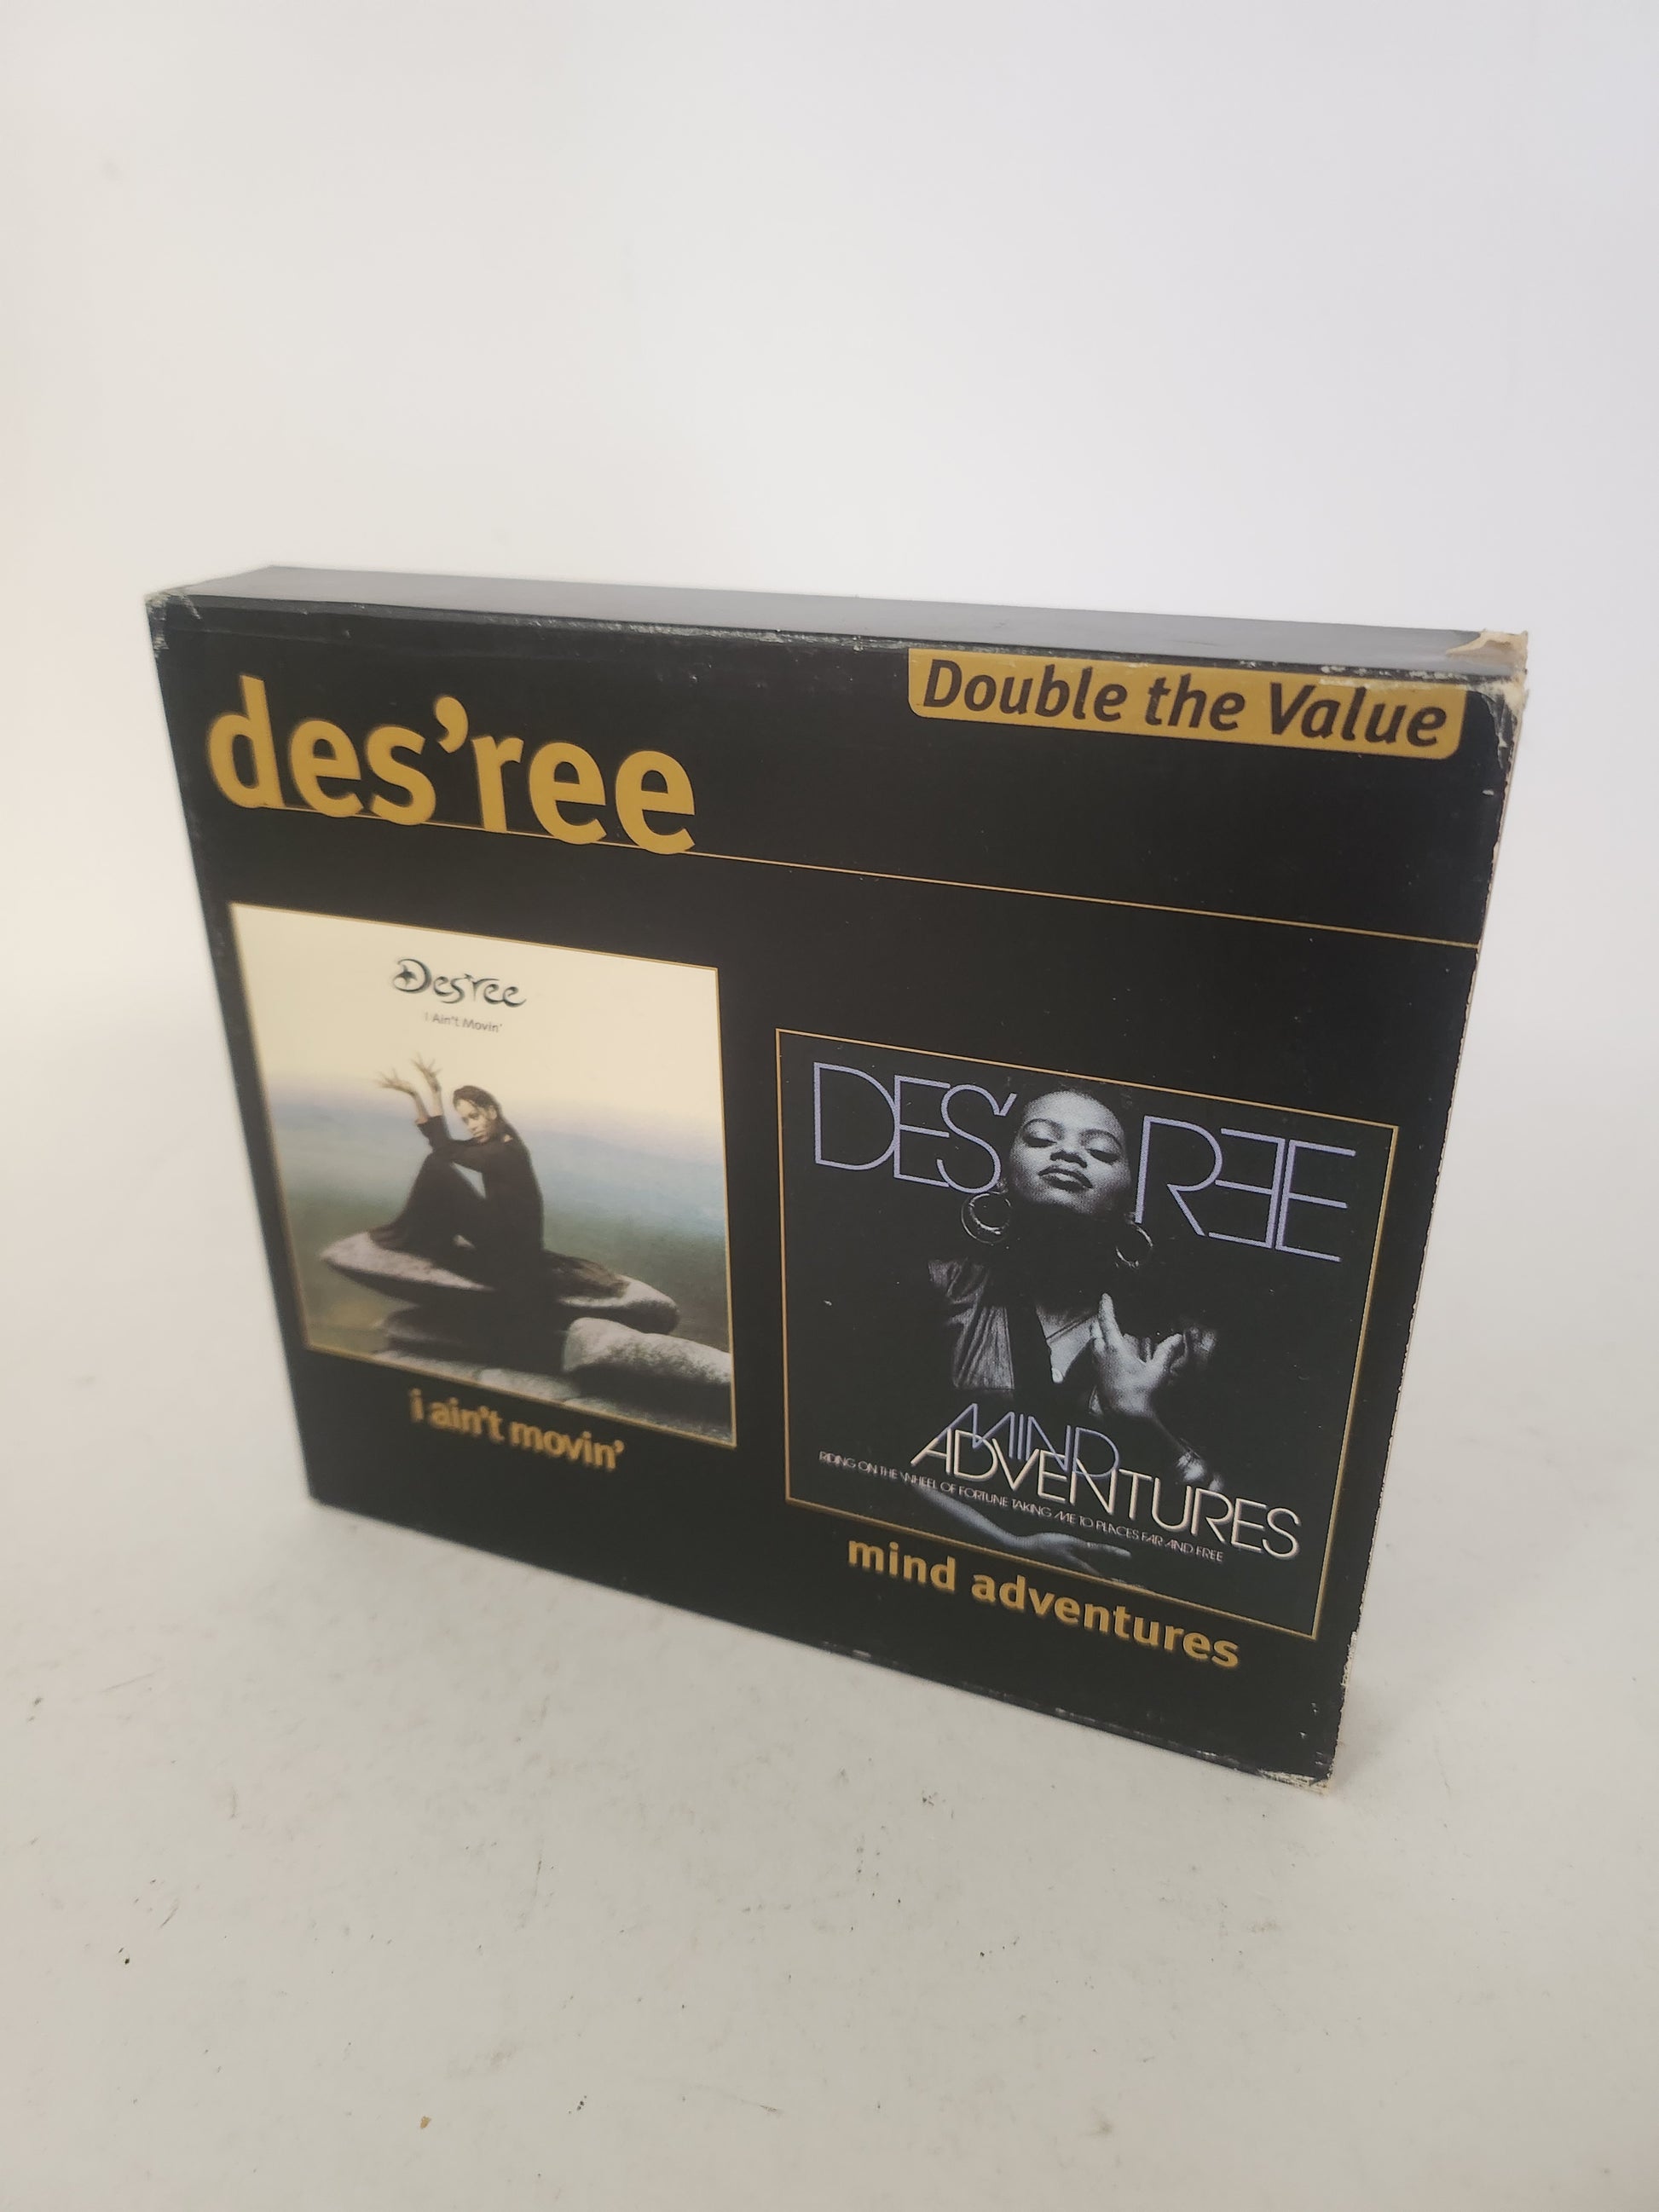 Double the Value
des'ree
Des'ree
I Ain't Movin'
i ain't movin'
DES'REE
MIND
ADVENTURES
RIDING ON THE WHEEL OF FORTUNE TAKING ME TO PLACES FAR AND FREE
mind adventures